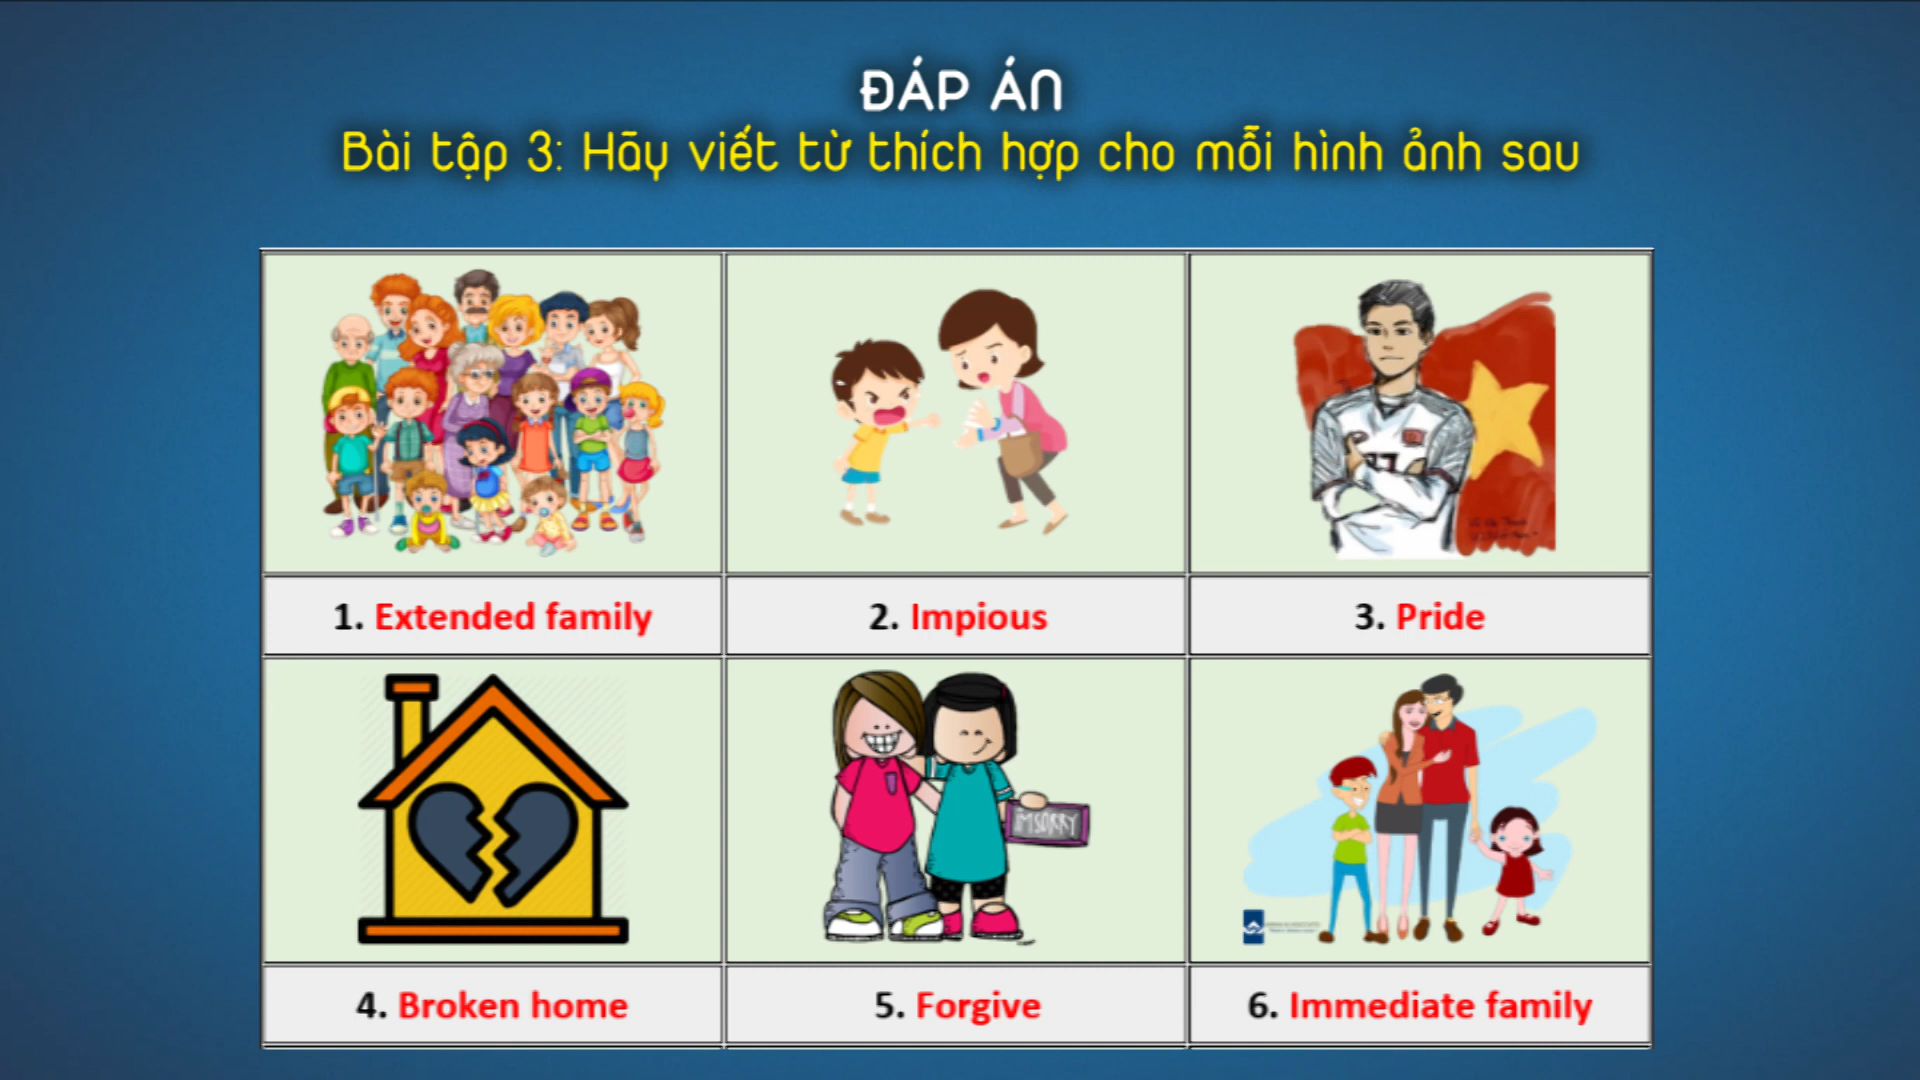 ĐÁP ÁN
Bài tập 3: Hãy viết từ thích hợp cho mỗi hình ảnh sau
1. Extended family
2. Impious
3. Pride
I'M SORRY
4. Broken home
5. Forgive
6. Immediate family